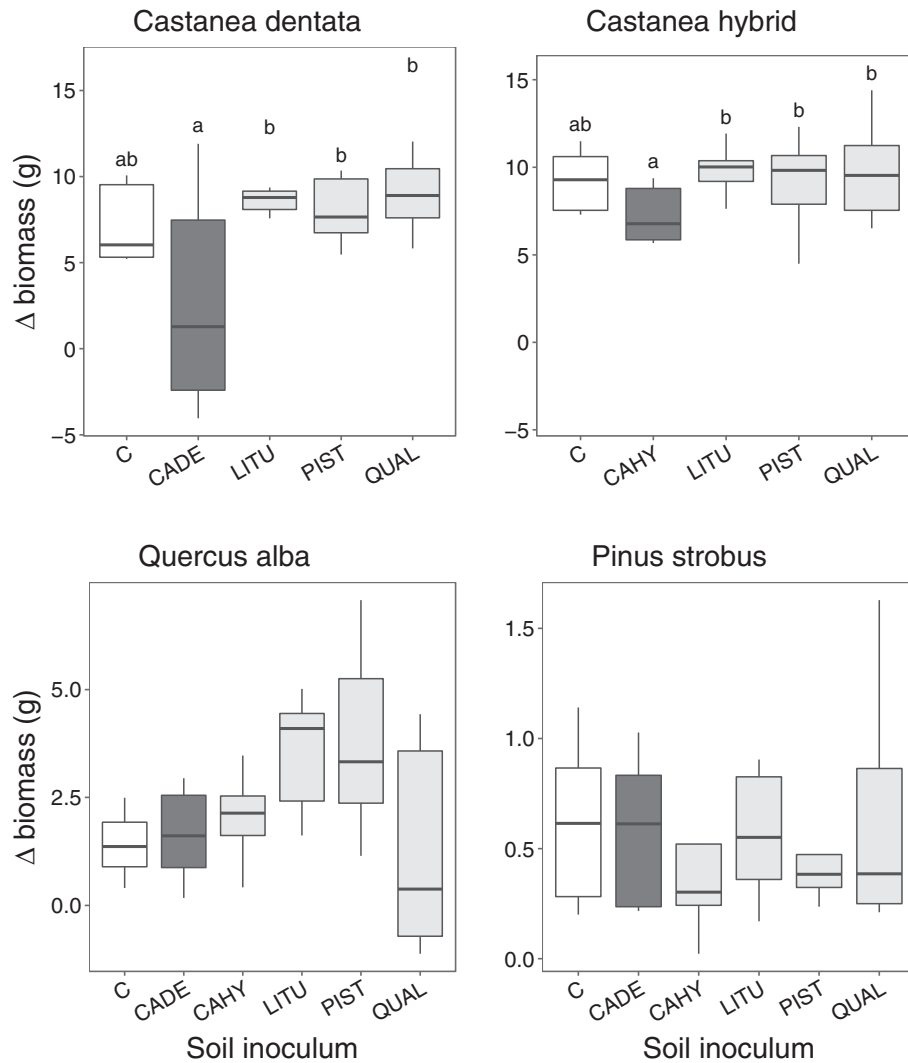 Castanea dentata
Castanea hybrid
Δ biomass (g)
15
10
5
0
−5
ab
a
b
b
b
C
CADE
LITU
PIST
QUAL
15
10
5
0
−5
ab
a
b
b
b
C
CAHY
LITU
PIST
QUAL
Quercus alba
Pinus strobus
Δ biomass (g)
5.0
2.5
0.0
C
CADE
CAHY
LITU
PIST
QUAL
Soil inoculum
1.5
1.0
0.5
0.0
C
CADE
CAHY
LITU
PIST
QUAL
Soil inoculum